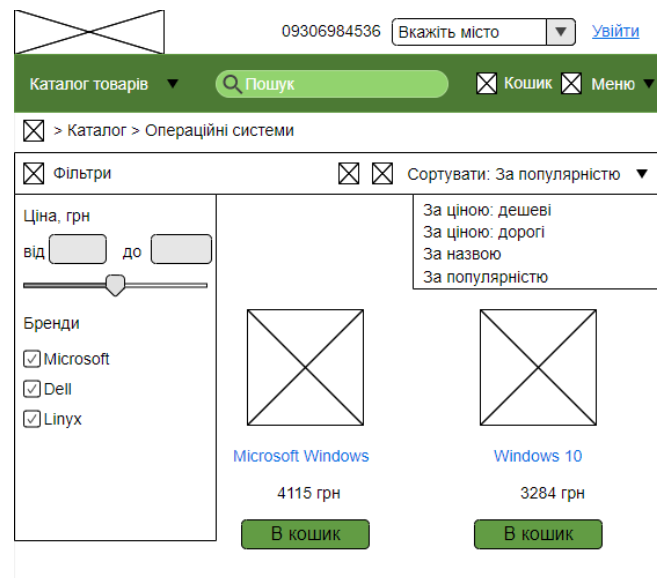 09306984536 Вкажіть місто Увійти
Каталог товарів Пошук Кошик Меню
> Каталог > Операційні системи
Фільтри Сортувати: За популярністю
За ціною: дешеві
За ціною: дорогі
За назвою
За популярністю
Ціна, грн
від до
Бренди
Microsoft
Dell
Linyx
Microsoft Windows Windows 10
4115 грн 3284 грн
В кошик В кошик